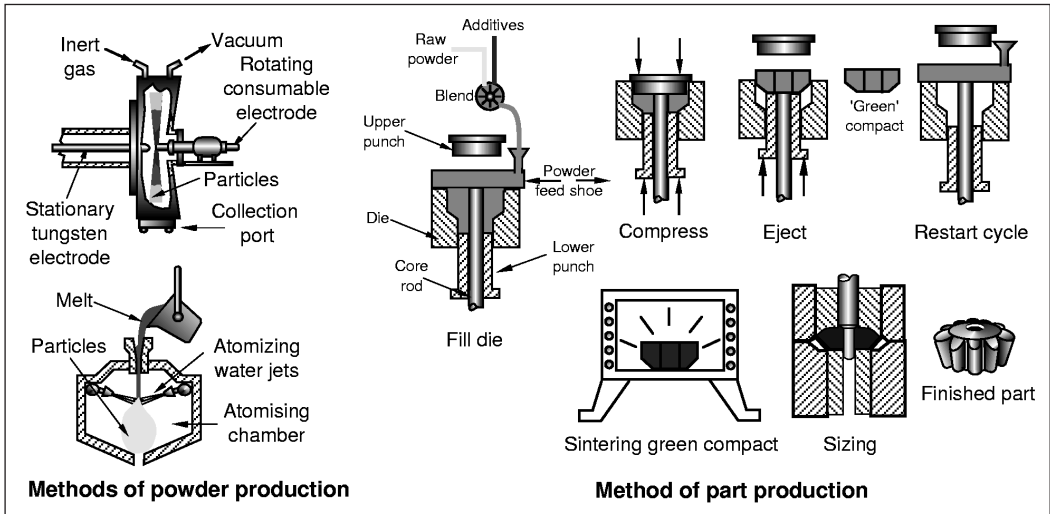 Inert
gas
Vacuum
Rotating
consumable
electrode
Particles
Stationary
tungsten
electrode
Collection
port
Melt
Particles
Atomizing
water jets
Atomising
chamber
Methods of powder production
Additives
Raw
powder
Blend
Upper
punch
Powder
feed shoe
Die
Core
rod
Lower
punch
Fill die
Compress
Eject
'Green'
compact
Restart cycle
Sintering green compact
Sizing
Finished part
Method of part production